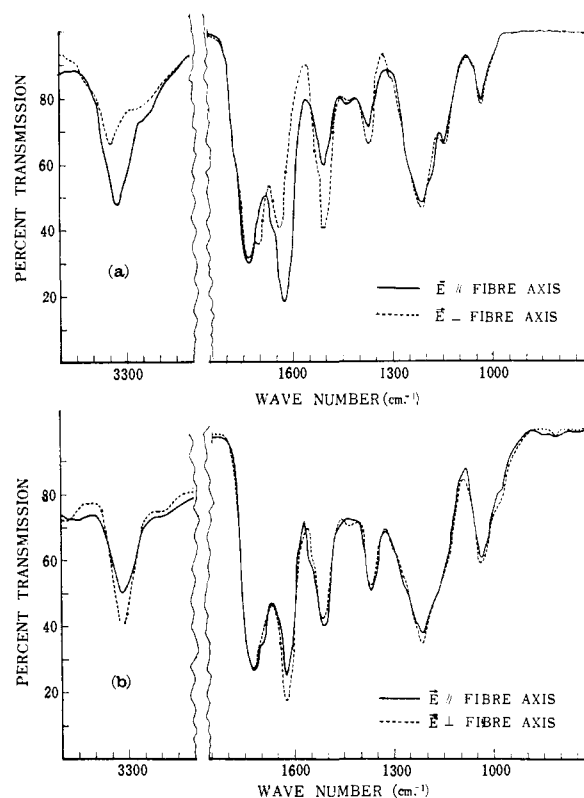 80
60
40
20
PERCENT TRANSMISSION
(a)
Ē // FIBRE AXIS
E⃗ — FIBRE AXIS
3300
1600
1300
1000
WAVE NUMBER (cm.⁻¹)
80
60
40
20
PERCENT TRANSMISSION
(b)
E⃗ // FIBRE AXIS
E⃗ ⊥ FIBRE AXIS
3300
1600
1300
1000
WAVE NUMBER (cm.⁻¹)